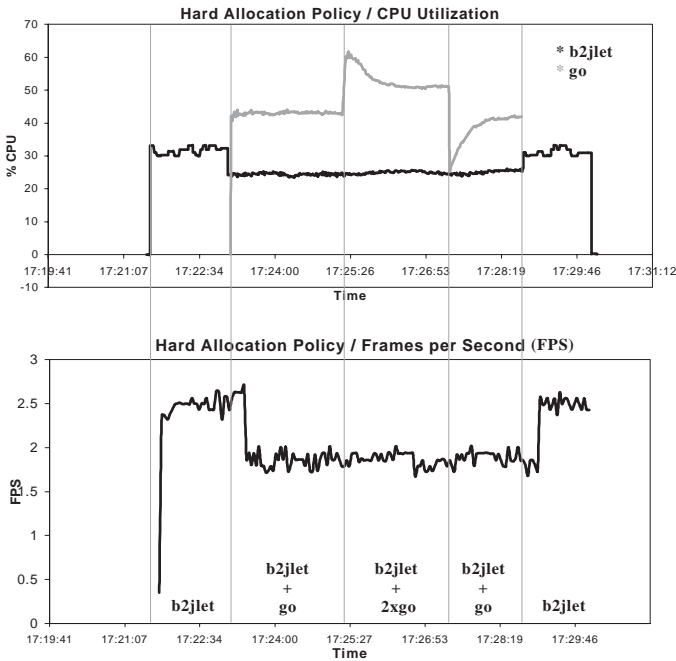 Hard Allocation Policy / CPU Utilization
70
60
50
40
30
20
10
0
-10
% CPU
* b2jlet
* go
17:19:41 17:21:07 17:22:34 17:24:00 17:25:26 17:26:53 17:28:19 17:29:46 17:31:12
Time
Hard Allocation Policy / Frames per Second (FPS)
3
2.5
2
1.5
1
0.5
0
FPS
b2jlet
b2jlet
+
go
b2jlet
+
2xgo
b2jlet
+
go
b2jlet
17:19:41 17:21:07 17:22:34 17:24:00 17:25:27 17:26:53 17:28:19 17:29:46
Time